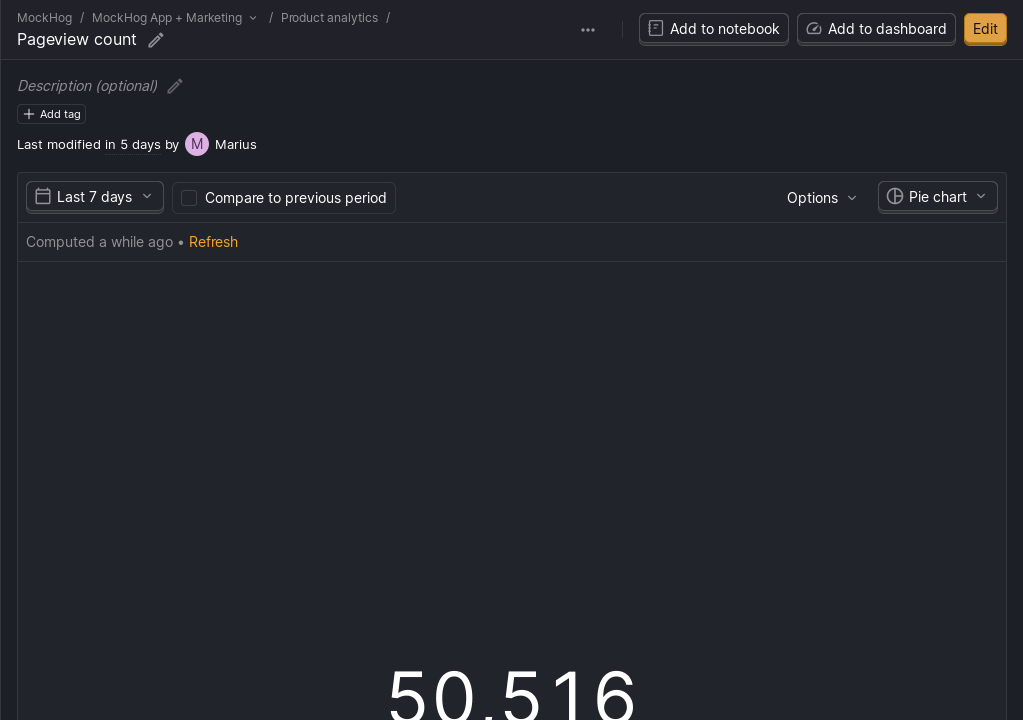 MockHog / MockHog App + Marketing / Product analytics /
Pageview count
Add to notebook
Add to dashboard
Edit
Description (optional)
Add tag
Last modified in 5 days by M Marius
Last 7 days
Compare to previous period
Options
Pie chart
Computed a while ago • Refresh
50,516